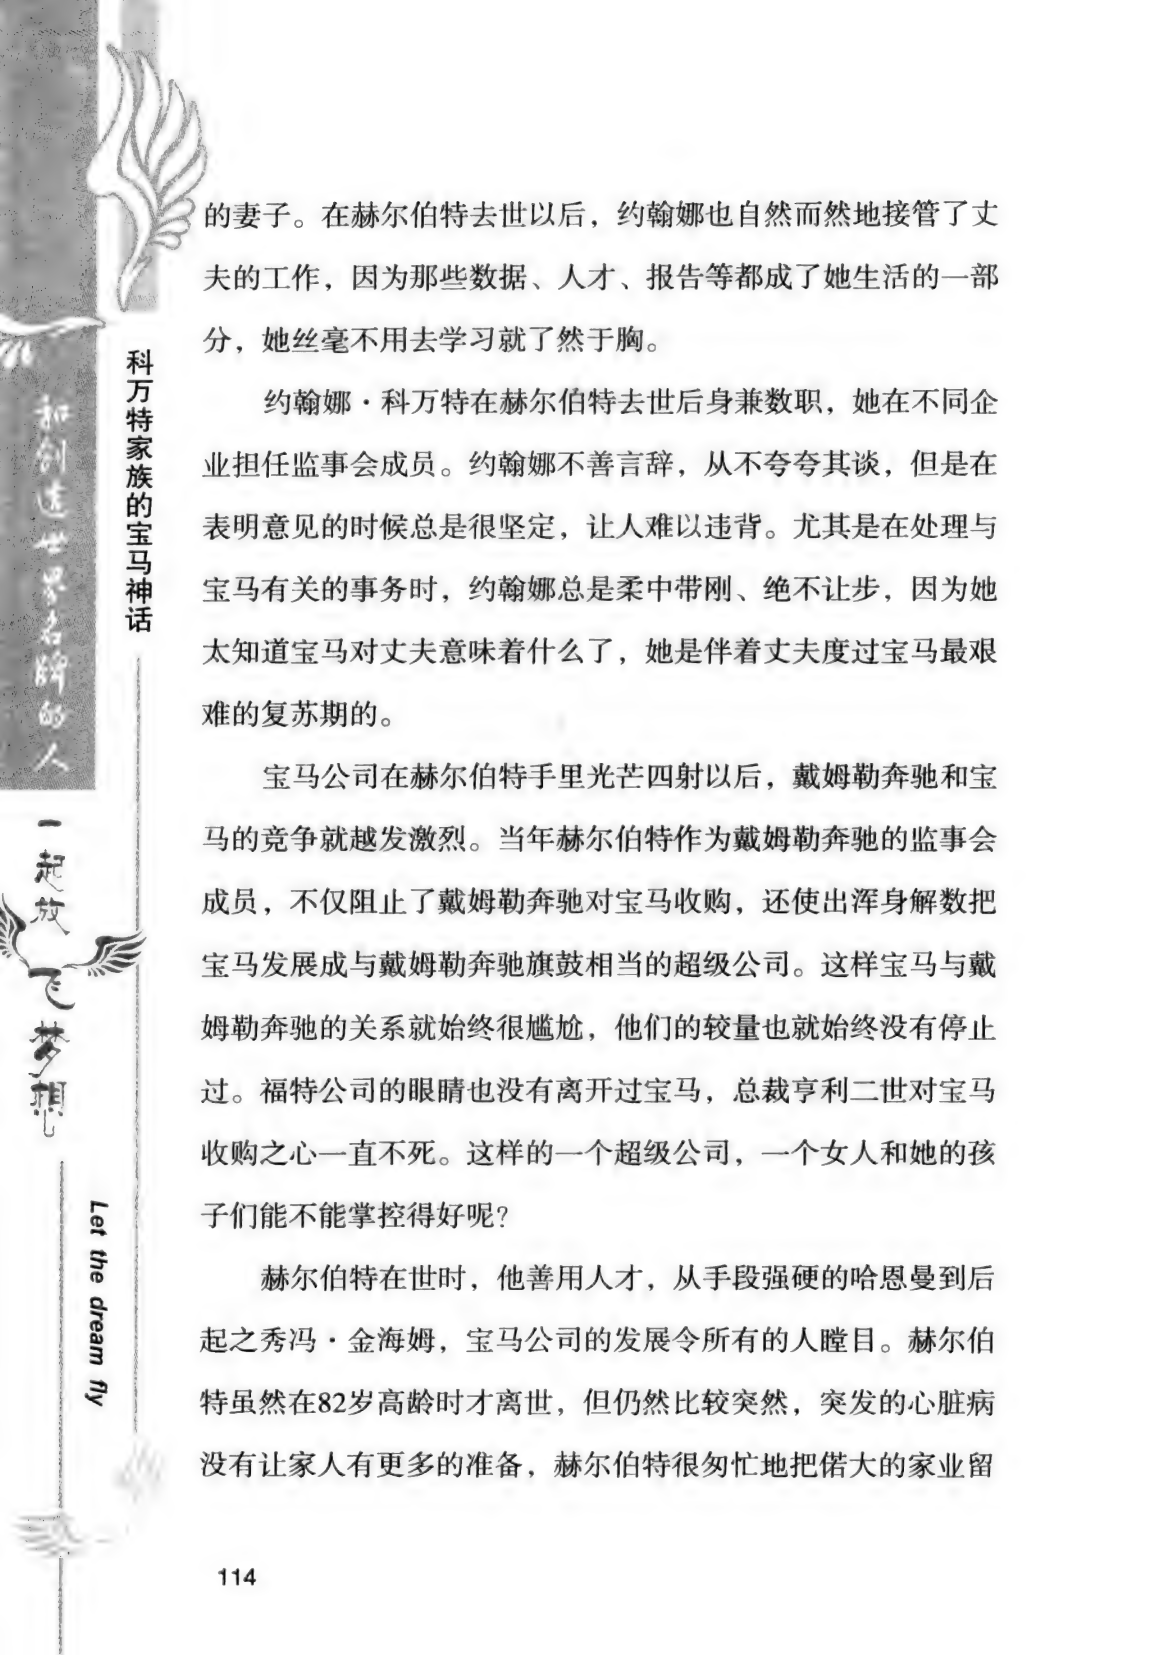 和创造世界名牌的人
一起放飞梦想
Let the dream fly
科万特家族的宝马神话
的妻子。在赫尔伯特去世以后，约翰娜也自然而然地接管了丈
夫的工作，因为那些数据、人才、报告等都成了她生活的一部
分，她丝毫不用去学习就了然于胸。
约翰娜·科万特在赫尔伯特去世后身兼数职，她在不同企
业担任监事会成员。约翰娜不善言辞，从不夸夸其谈，但是在
表明意见的时候总是很坚定，让人难以违背。尤其是在处理与
宝马有关的事务时，约翰娜总是柔中带刚、绝不让步，因为她
太知道宝马对丈夫意味着什么了，她是伴着丈夫度过宝马最艰
难的复苏期的。
宝马公司在赫尔伯特手里光芒四射以后，戴姆勒奔驰和宝
马的竞争就越发激烈。当年赫尔伯特作为戴姆勒奔驰的监事会
成员，不仅阻止了戴姆勒奔驰对宝马收购，还使出浑身解数把
宝马发展成与戴姆勒奔驰旗鼓相当的超级公司。这样宝马与戴
姆勒奔驰的关系就始终很尴尬，他们的较量也就始终没有停止
过。福特公司的眼睛也没有离开过宝马，总裁亨利二世对宝马
收购之心一直不死。这样的一个超级公司，一个女人和她的孩
子们能不能掌控得好呢？
赫尔伯特在世时，他善用人才，从手段强硬的哈恩曼到后
起之秀冯·金海姆，宝马公司的发展令所有的人瞠目。赫尔伯
特虽然在82岁高龄时才离世，但仍然比较突然，突发的心脏病
没有让家人有更多的准备，赫尔伯特很匆忙地把偌大的家业留
114